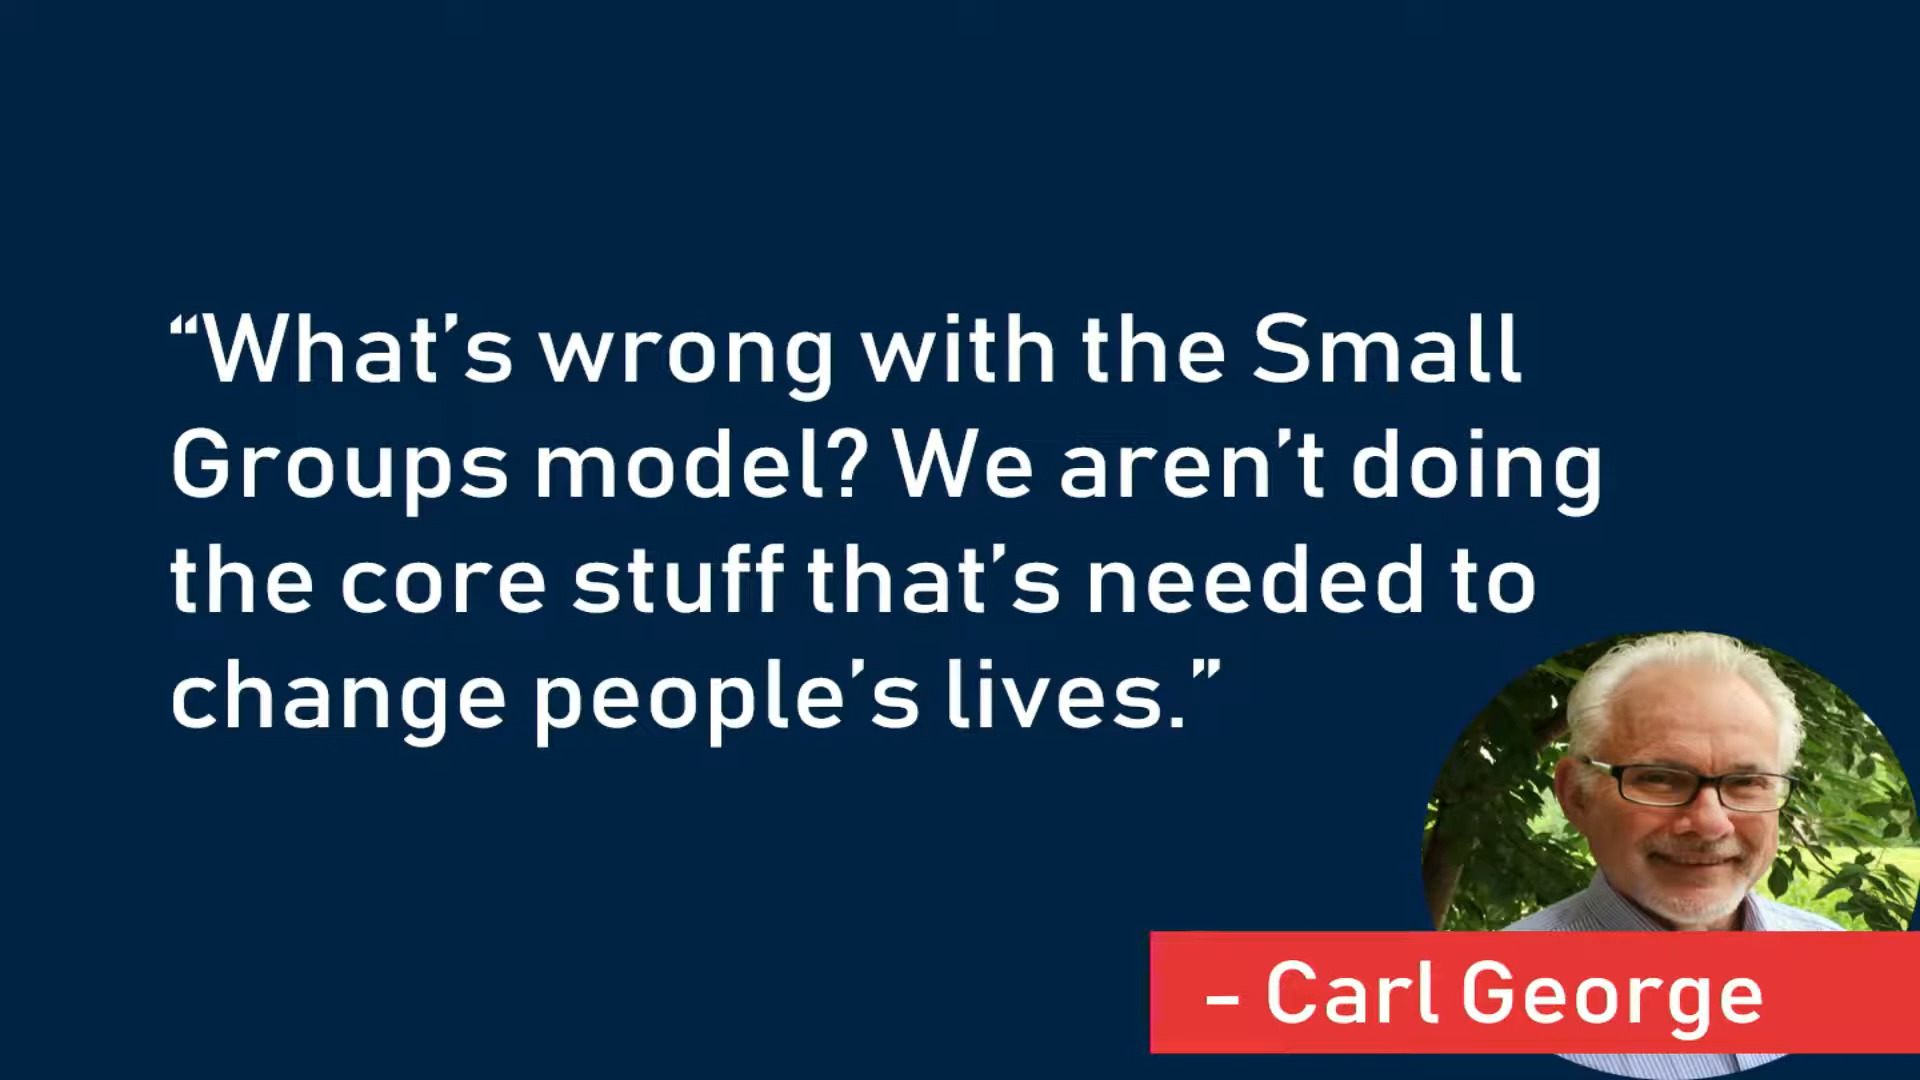 “What’s wrong with the Small
Groups model? We aren’t doing
the core stuff that’s needed to
change people’s lives.”
– Carl George